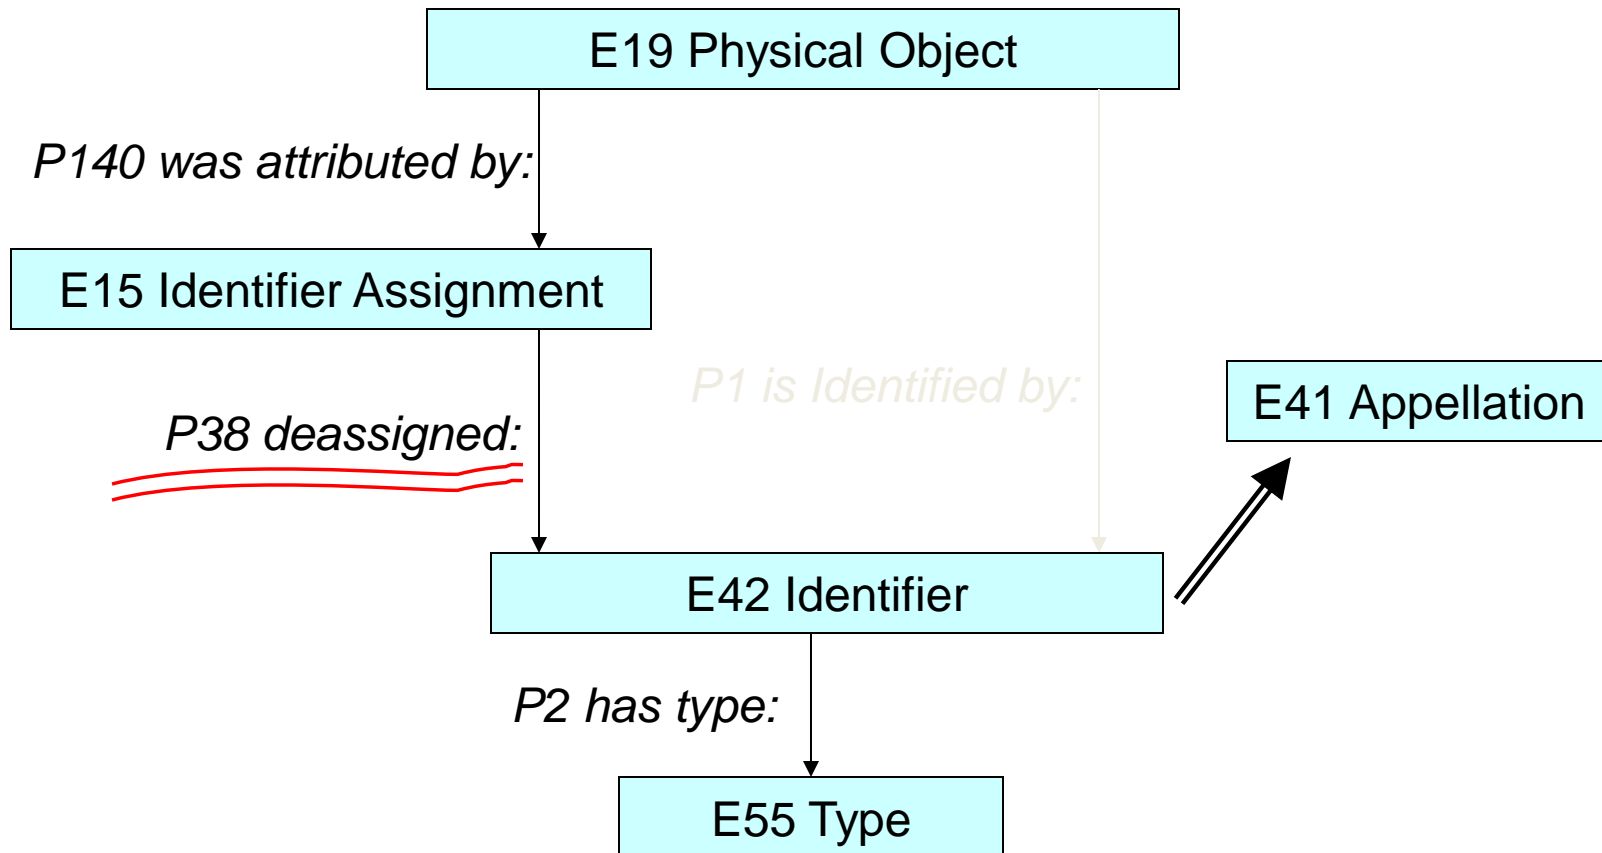 E19 Physical Object
P140 was attributed by:
E15 Identifier Assignment
P1 is Identified by:
E41 Appellation
P38 deassigned:
E42 Identifier
P2 has type:
E55 Type